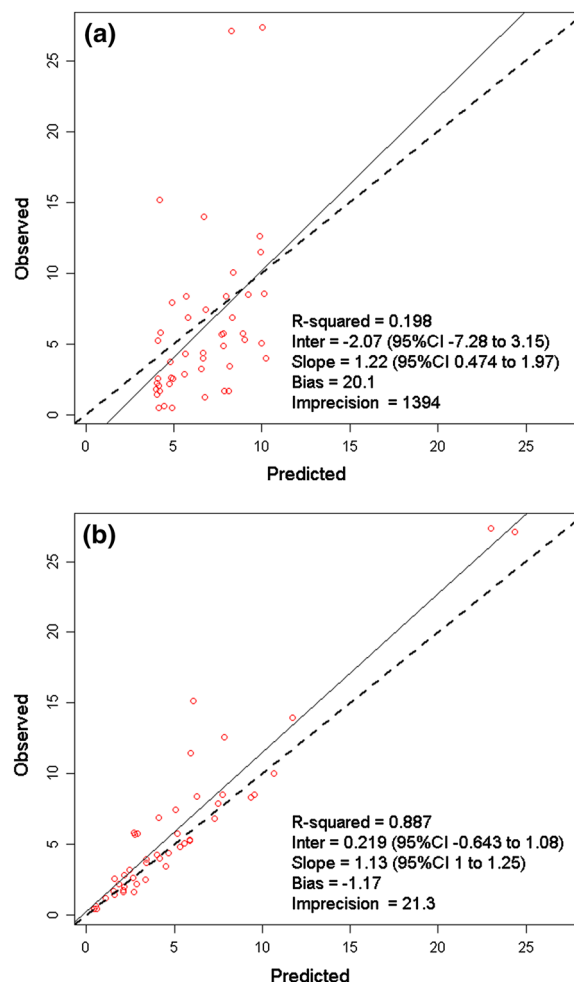 (a)
25
20
15
10
5
0
Observed
R-squared = 0.198
Inter = -2.07 (95%CI -7.28 to 3.15)
Slope = 1.22 (95%CI 0.474 to 1.97)
Bias = 20.1
Imprecision = 1394
0 5 10 15 20 25
Predicted
(b)
25
20
15
10
5
0
Observed
R-squared = 0.887
Inter = 0.219 (95%CI -0.643 to 1.08)
Slope = 1.13 (95%CI 1 to 1.25)
Bias = -1.17
Imprecision = 21.3
0 5 10 15 20 25
Predicted